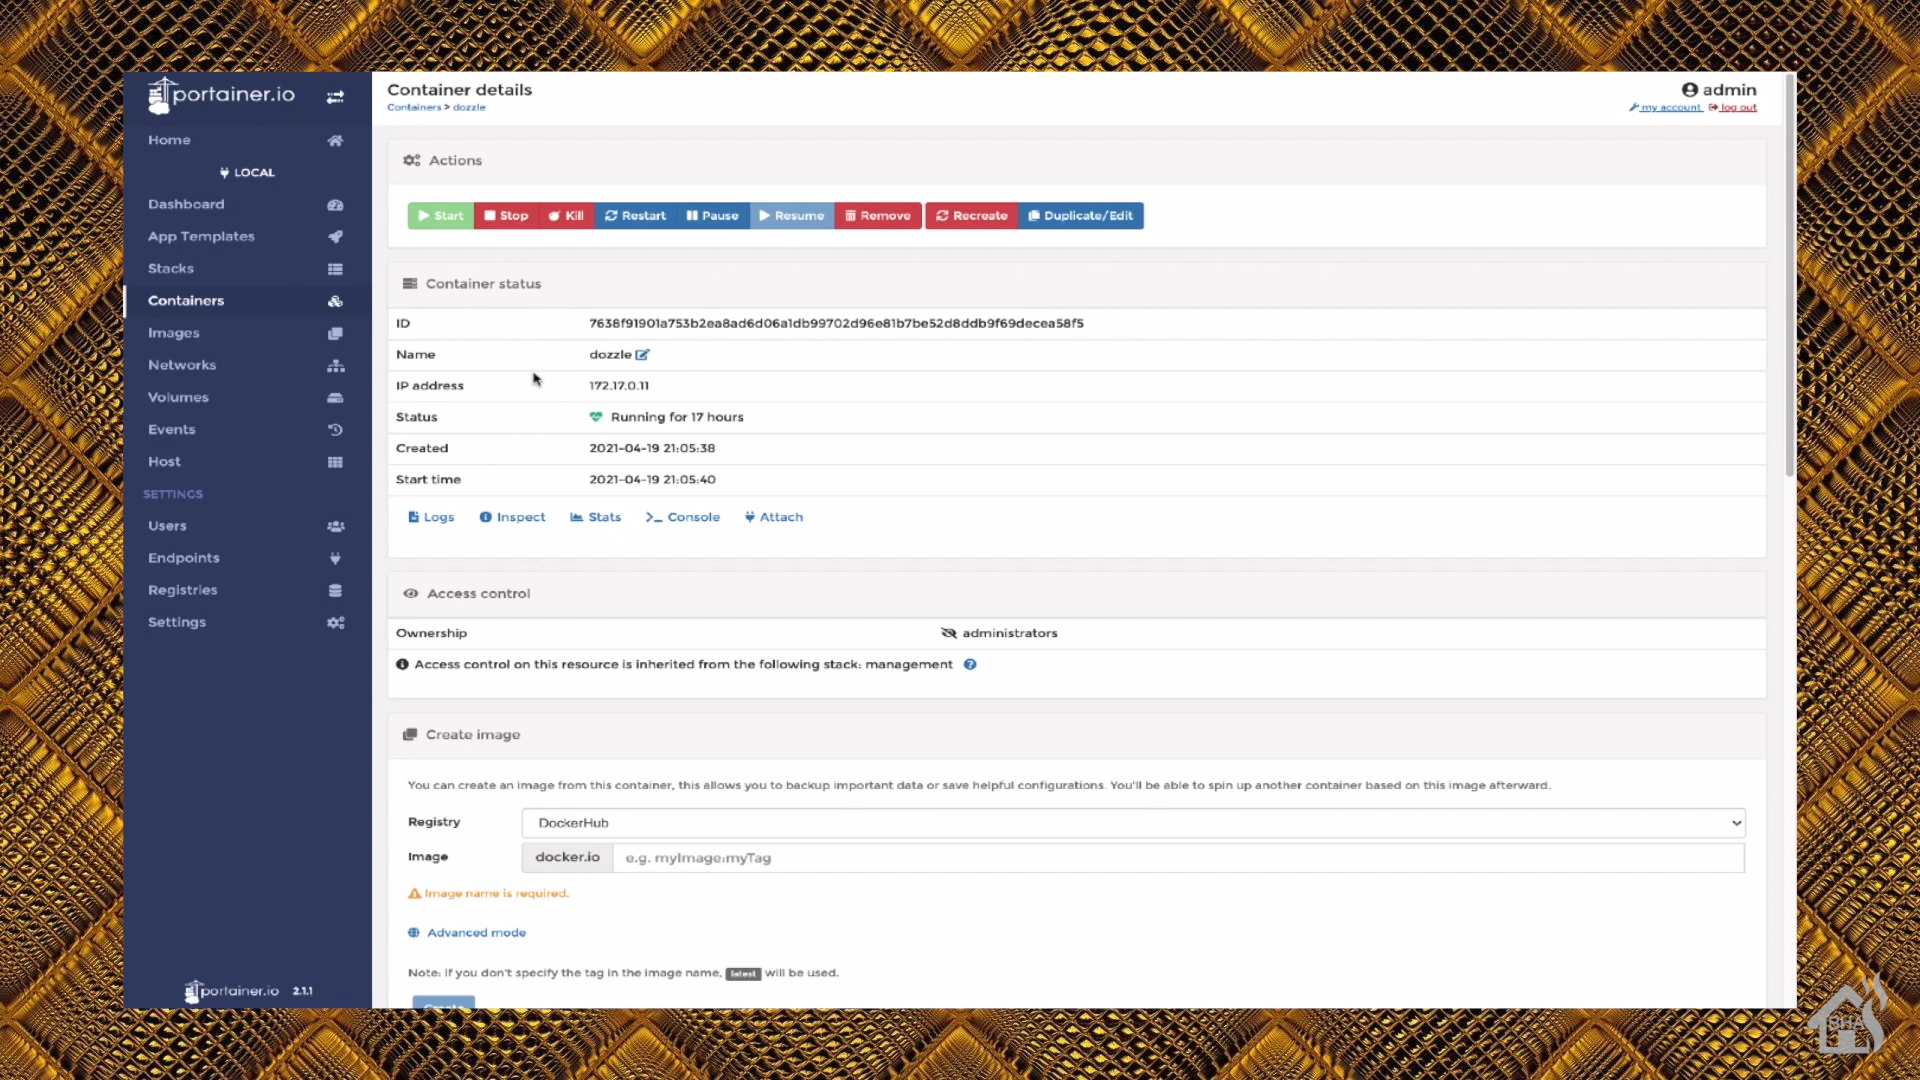 portainer.io
Home
LOCAL
Dashboard
App Templates
Stacks
Containers
Images
Networks
Volumes
Events
Host
SETTINGS
Users
Endpoints
Registries
Settings
portainer.io 2.1.1
Container details
Containers > dozzle
admin
my account log out
Actions
Start Stop Kill Restart Pause Resume Remove Recreate Duplicate/Edit
Container status
ID 7638f91901a753b2ea8ad6d06a1db99702d96e81b7be52d8ddb9f69decea58f5
Name dozzle
IP address 172.17.0.11
Status Running for 17 hours
Created 2021-04-19 21:05:38
Start time 2021-04-19 21:05:40
Logs Inspect Stats Console Attach
Access control
Ownership administrators
Access control on this resource is inherited from the following stack: management
Create image
You can create an image from this container, this allows you to backup important data or save helpful configurations. You'll be able to spin up another container based on this image afterward.
Registry DockerHub
Image docker.io e.g. myImage:myTag
Image name is required.
Advanced mode
Note: if you don't specify the tag in the image name, latest will be used.
BHA